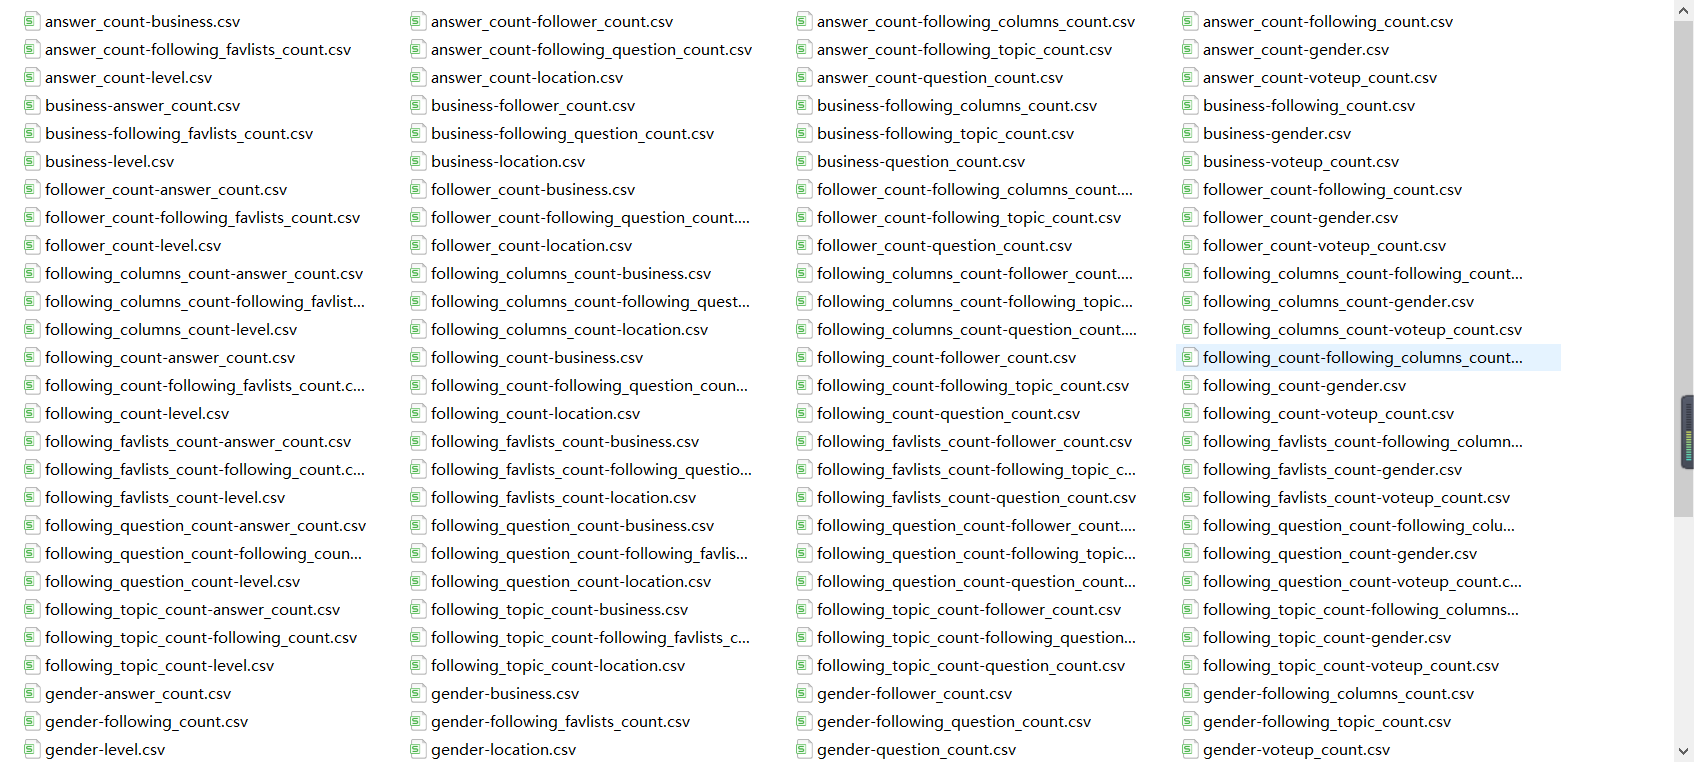 answer_count-business.csv answer_count-follower_count.csv answer_count-following_columns_count.csv answer_count-following_count.csv
answer_count-following_favlists_count.csv answer_count-following_question_count.csv answer_count-following_topic_count.csv answer_count-gender.csv
answer_count-level.csv answer_count-location.csv answer_count-question_count.csv answer_count-voteup_count.csv
business-answer_count.csv business-follower_count.csv business-following_columns_count.csv business-following_count.csv
business-following_favlists_count.csv business-following_question_count.csv business-following_topic_count.csv business-gender.csv
business-level.csv business-location.csv business-question_count.csv business-voteup_count.csv
follower_count-answer_count.csv follower_count-business.csv follower_count-following_columns_count.... follower_count-following_count.csv
follower_count-following_favlists_count.csv follower_count-following_question_count.... follower_count-following_topic_count.csv follower_count-gender.csv
follower_count-level.csv follower_count-location.csv follower_count-question_count.csv follower_count-voteup_count.csv
following_columns_count-answer_count.csv following_columns_count-business.csv following_columns_count-follower_count.... following_columns_count-following_count...
following_columns_count-following_favlist... following_columns_count-following_quest... following_columns_count-following_topic... following_columns_count-gender.csv
following_columns_count-level.csv following_columns_count-location.csv following_columns_count-question_count.... following_columns_count-voteup_count.csv
following_count-answer_count.csv following_count-business.csv following_count-follower_count.csv following_count-following_columns_count...
following_count-following_favlists_count.c... following_count-following_question_coun... following_count-following_topic_count.csv following_count-gender.csv
following_count-level.csv following_count-location.csv following_count-question_count.csv following_count-voteup_count.csv
following_favlists_count-answer_count.csv following_favlists_count-business.csv following_favlists_count-follower_count.csv following_favlists_count-following_column...
following_favlists_count-following_count.c... following_favlists_count-following_questio... following_favlists_count-following_topic_c... following_favlists_count-gender.csv
following_favlists_count-level.csv following_favlists_count-location.csv following_favlists_count-question_count.csv following_favlists_count-voteup_count.csv
following_question_count-answer_count.csv following_question_count-business.csv following_question_count-follower_count.... following_question_count-following_colu...
following_question_count-following_coun... following_question_count-following_favlis... following_question_count-following_topic... following_question_count-gender.csv
following_question_count-level.csv following_question_count-location.csv following_question_count-question_count... following_question_count-voteup_count.c...
following_topic_count-answer_count.csv following_topic_count-business.csv following_topic_count-follower_count.csv following_topic_count-following_columns...
following_topic_count-following_count.csv following_topic_count-following_favlists_c... following_topic_count-following_question... following_topic_count-gender.csv
following_topic_count-level.csv following_topic_count-location.csv following_topic_count-question_count.csv following_topic_count-voteup_count.csv
gender-answer_count.csv gender-business.csv gender-follower_count.csv gender-following_columns_count.csv
gender-following_count.csv gender-following_favlists_count.csv gender-following_question_count.csv gender-following_topic_count.csv
gender-level.csv gender-location.csv gender-question_count.csv gender-voteup_count.csv